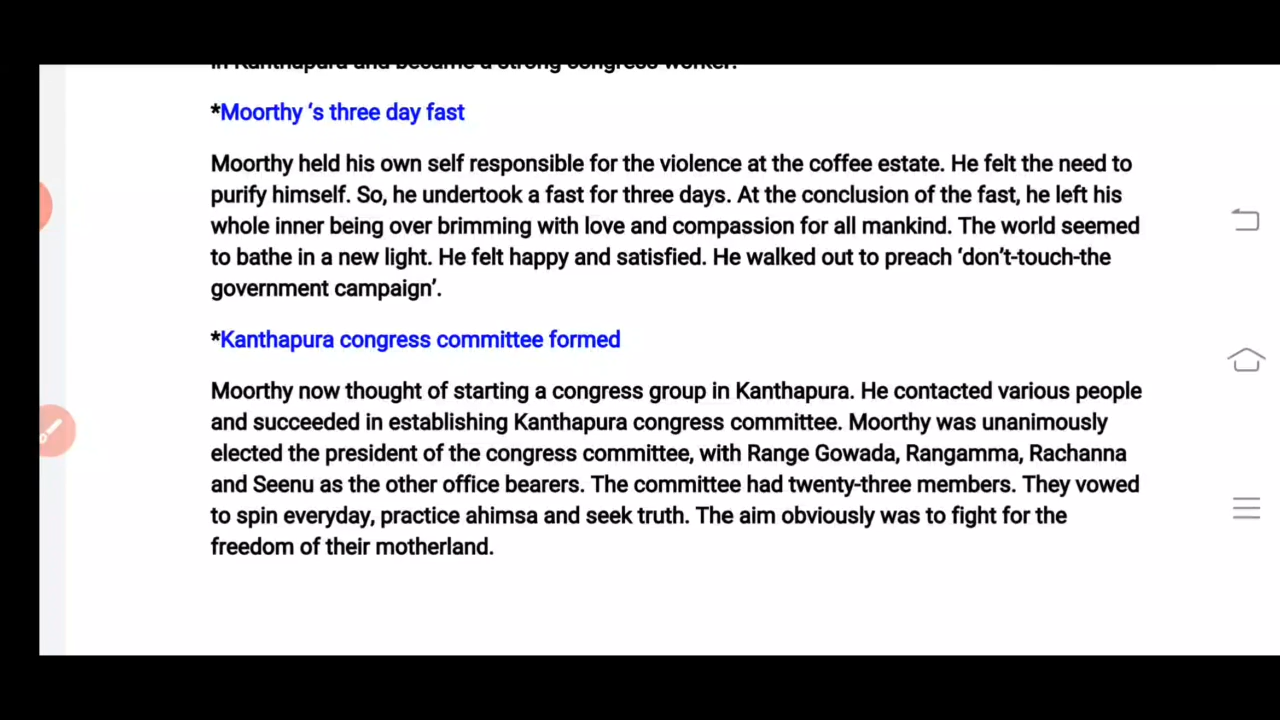 in Kanthapura and became a strong congress worker.
*Moorthy ‘s three day fast
Moorthy held his own self responsible for the violence at the coffee estate. He felt the need to
purify himself. So, he undertook a fast for three days. At the conclusion of the fast, he left his
whole inner being over brimming with love and compassion for all mankind. The world seemed
to bathe in a new light. He felt happy and satisfied. He walked out to preach ‘don’t-touch-the
government campaign’.
*Kanthapura congress committee formed
Moorthy now thought of starting a congress group in Kanthapura. He contacted various people
and succeeded in establishing Kanthapura congress committee. Moorthy was unanimously
elected the president of the congress committee, with Range Gowada, Rangamma, Rachanna
and Seenu as the other office bearers. The committee had twenty-three members. They vowed
to spin everyday, practice ahimsa and seek truth. The aim obviously was to fight for the
freedom of their motherland.